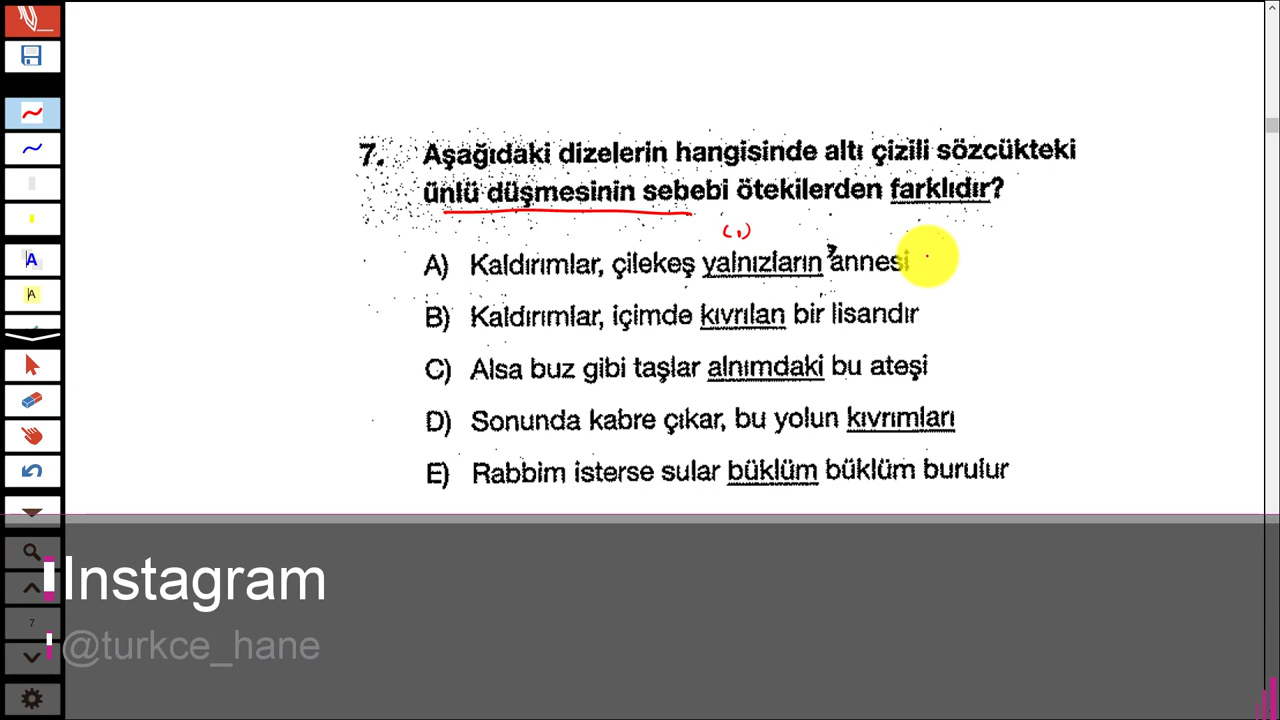 7. Aşağıdaki dizelerin hangisinde altı çizili sözcükteki
ünlü düşmesinin sebebi ötekilerden farklıdır?
(ı)
A) Kaldırımlar, çilekeş yalnızların annesi
B) Kaldırımlar, içimde kıvrılan bir lisandır
C) Alsa buz gibi taşlar alnımdaki bu ateşi
D) Sonunda kabre çıkar, bu yolun kıvrımları
E) Rabbim isterse sular büklüm büklüm burulur
Instagram
@turkce_hane
A
A
7